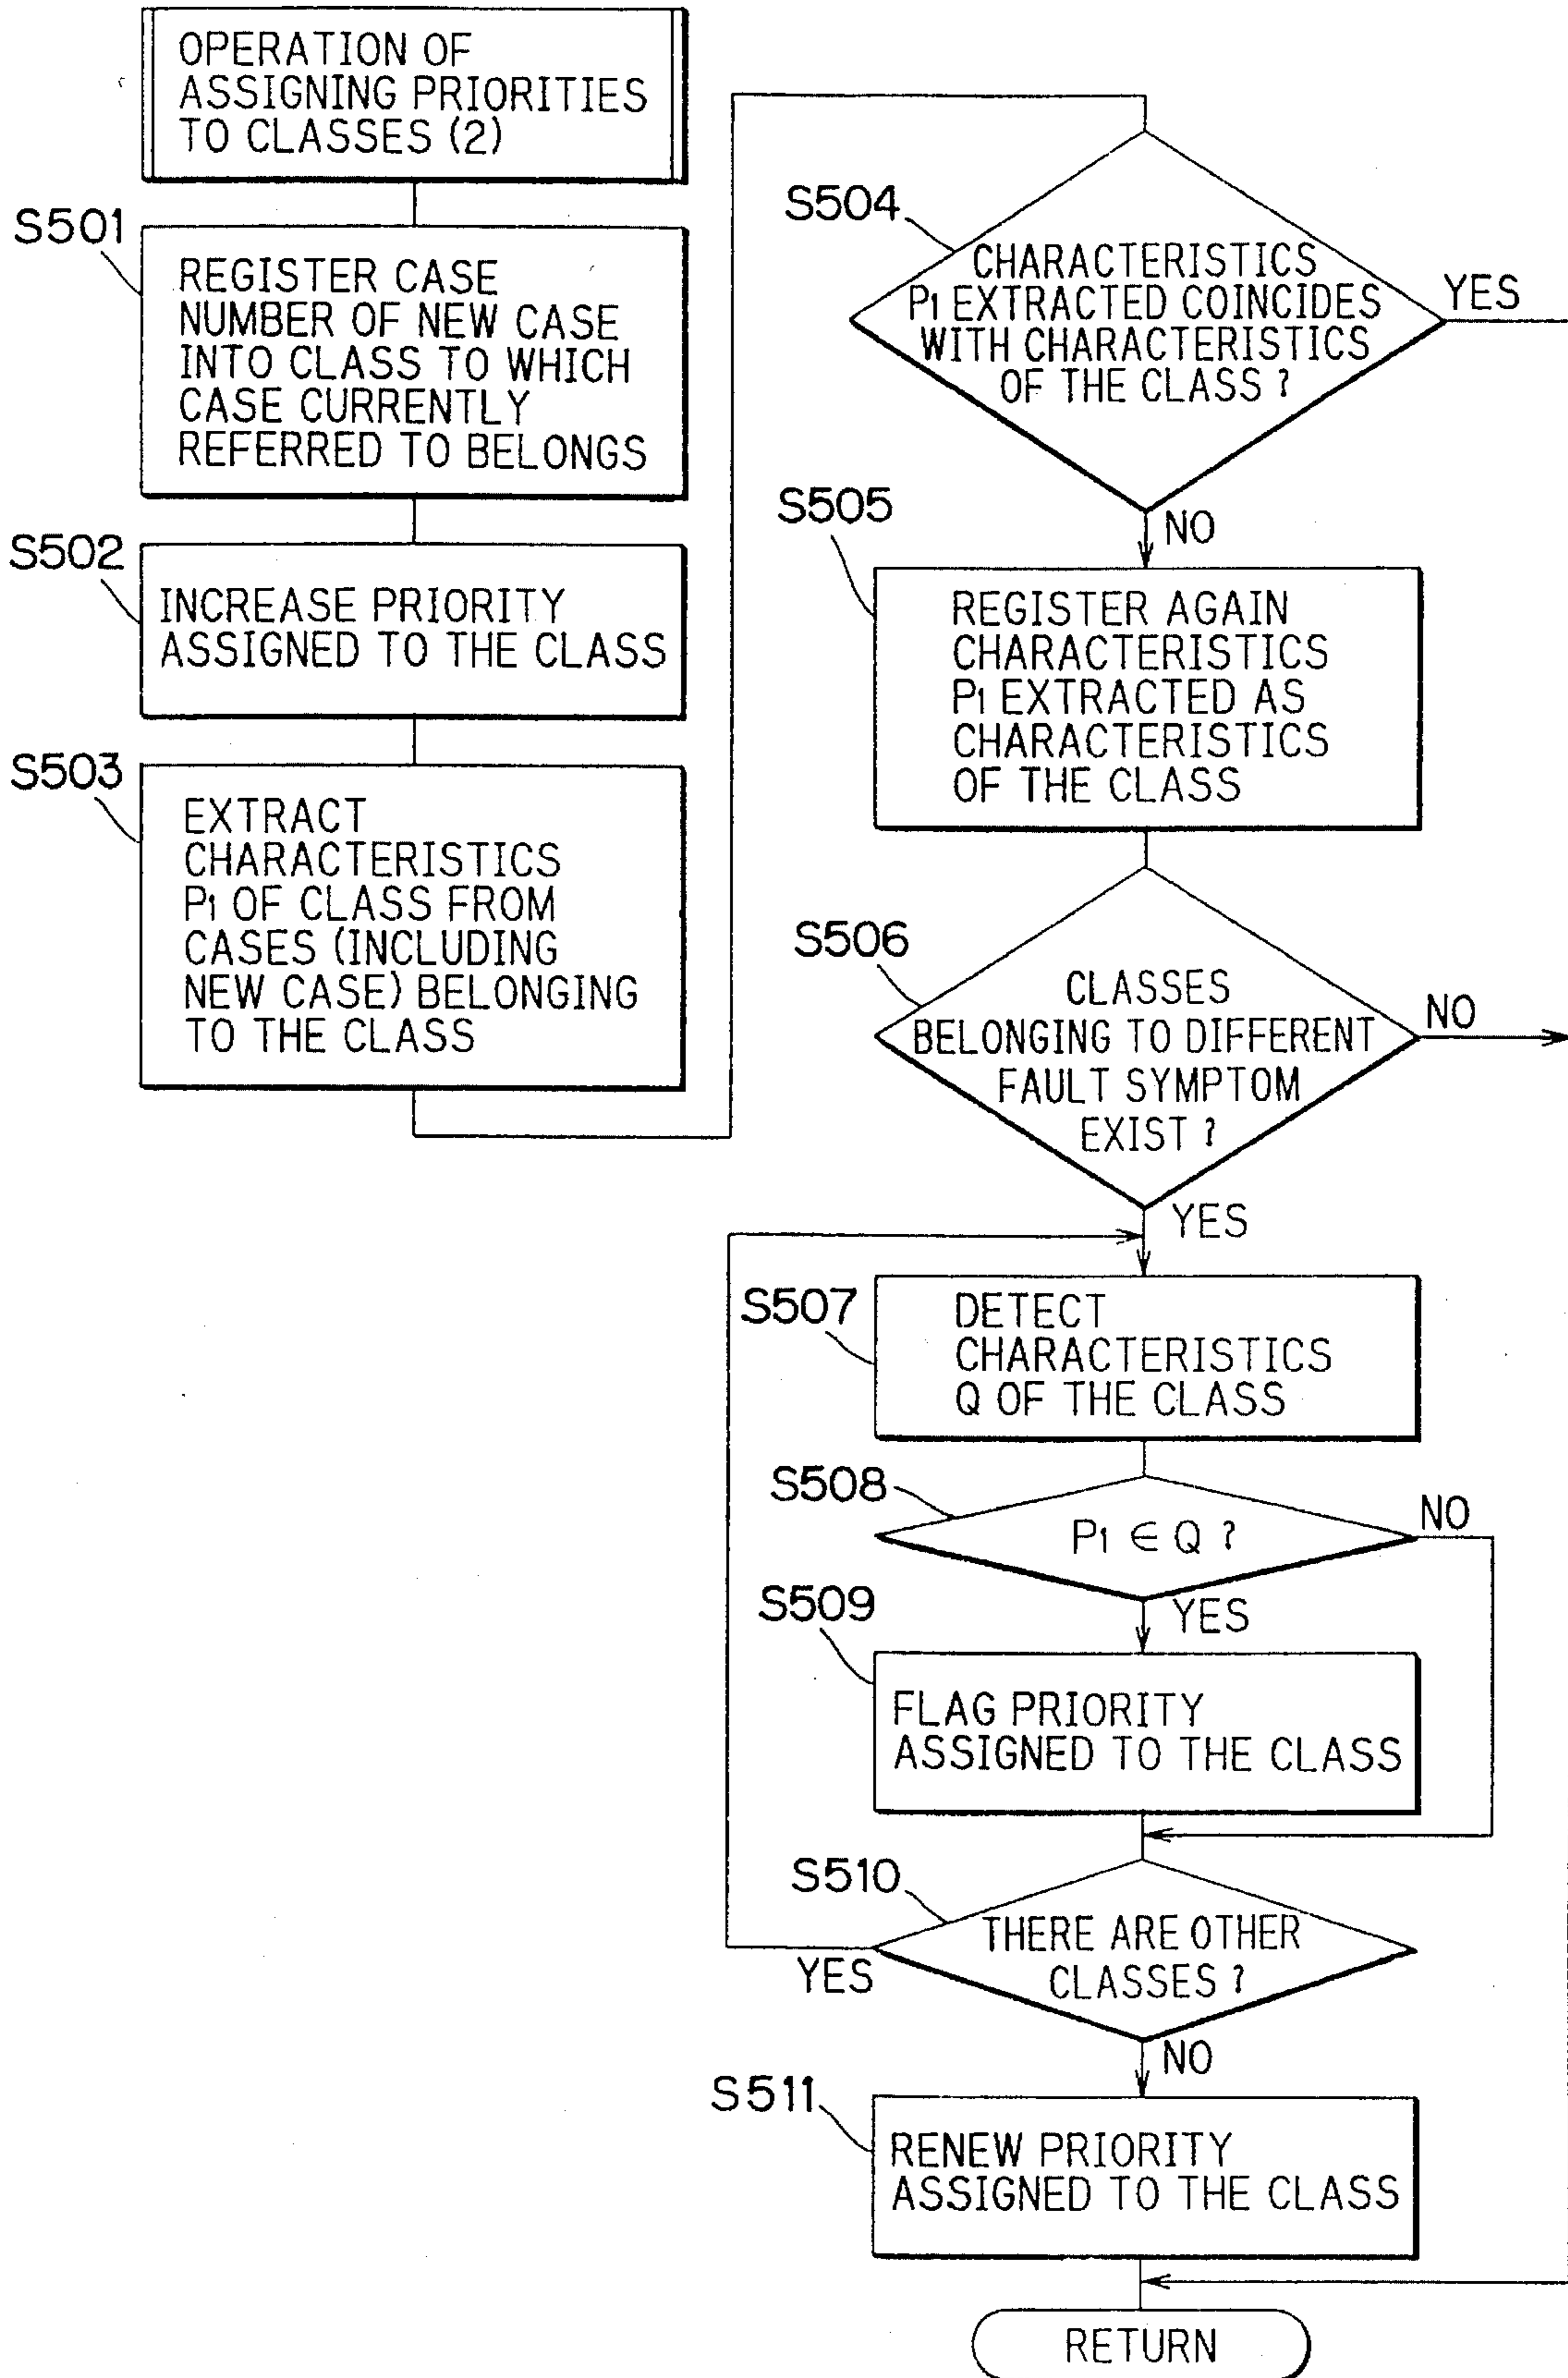 OPERATION OF
ASSIGNING PRIORITIES
TO CLASSES (2)
S501
REGISTER CASE
NUMBER OF NEW CASE
INTO CLASS TO WHICH
CASE CURRENTLY
REFERRED TO BELONGS
S502
INCREASE PRIORITY
ASSIGNED TO THE CLASS
S503
EXTRACT
CHARACTERISTICS
P1 OF CLASS FROM
CASES (INCLUDING
NEW CASE) BELONGING
TO THE CLASS
S504
CHARACTERISTICS
P1 EXTRACTED COINCIDES
WITH CHARACTERISTICS
OF THE CLASS ?
YES
NO
S505
REGISTER AGAIN
CHARACTERISTICS
P1 EXTRACTED AS
CHARACTERISTICS
OF THE CLASS
S506
CLASSES
BELONGING TO DIFFERENT
FAULT SYMPTOM
EXIST ?
NO
YES
S507
DETECT
CHARACTERISTICS
Q OF THE CLASS
S508
P1 ∈ Q ?
NO
YES
S509
FLAG PRIORITY
ASSIGNED TO THE CLASS
S510
THERE ARE OTHER
CLASSES ?
YES
NO
S511
RENEW PRIORITY
ASSIGNED TO THE CLASS
RETURN